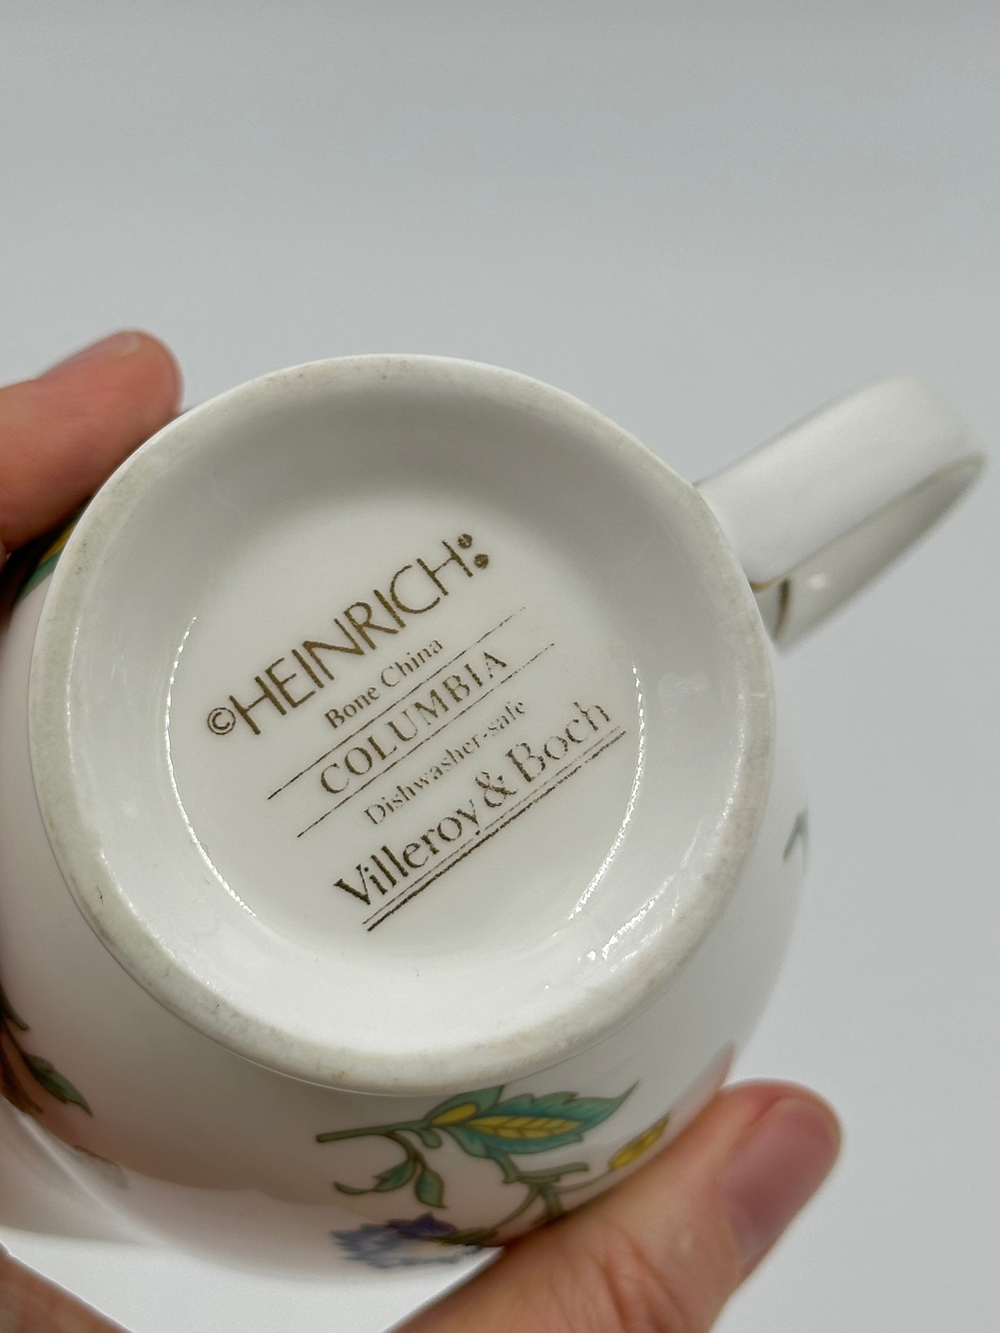 ©HEINRICH
Bone China
COLUMBIA
Dishwasher-safe
Villeroy & Boch